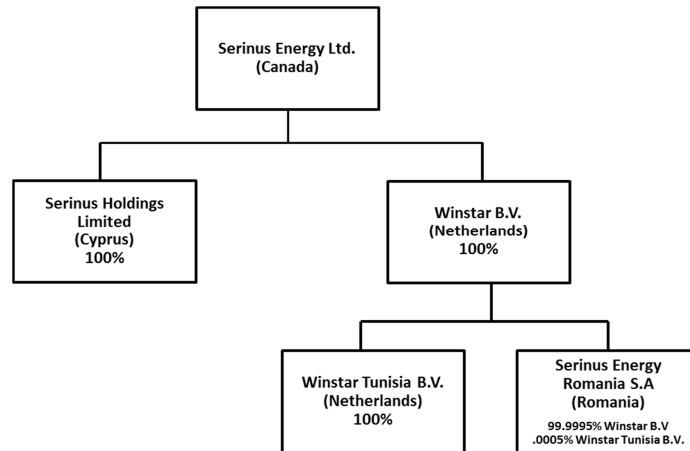 Serinus Energy Ltd.
(Canada)
Serinus Holdings
Limited
(Cyprus)
100%
Winstar B.V.
(Netherlands)
100%
Winstar Tunisia B.V.
(Netherlands)
100%
Serinus Energy
Romania S.A
(Romania)
99.9995% Winstar B.V
.0005% Winstar Tunisia B.V.